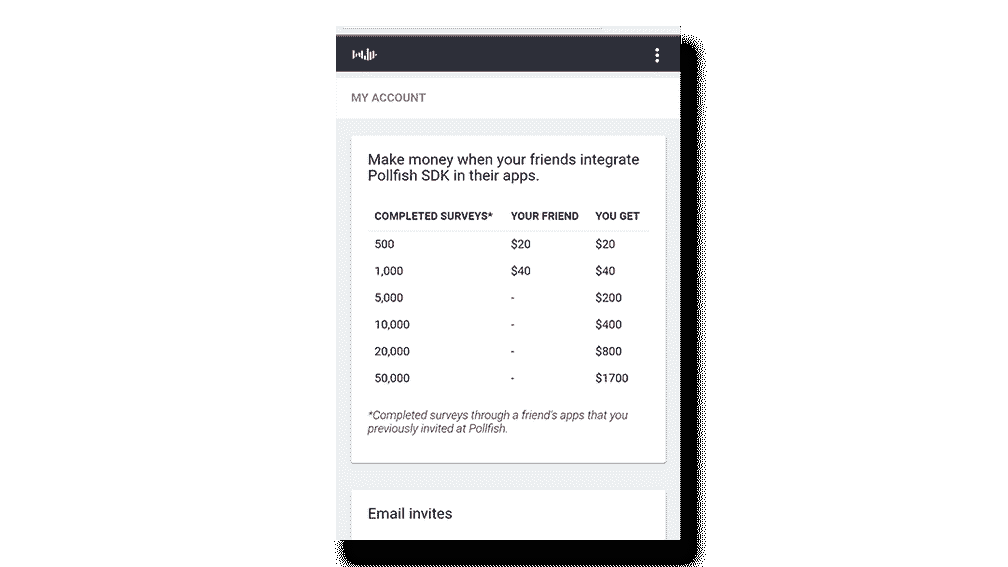 MY ACCOUNT
Make money when your friends integrate
Pollfish SDK in their apps.
COMPLETED SURVEYS* YOUR FRIEND YOU GET
500 $20 $20
1,000 $40 $40
5,000 - $200
10,000 - $400
20,000 - $800
50,000 - $1700
*Completed surveys through a friend's apps that you
previously invited at Pollfish.
Email invites